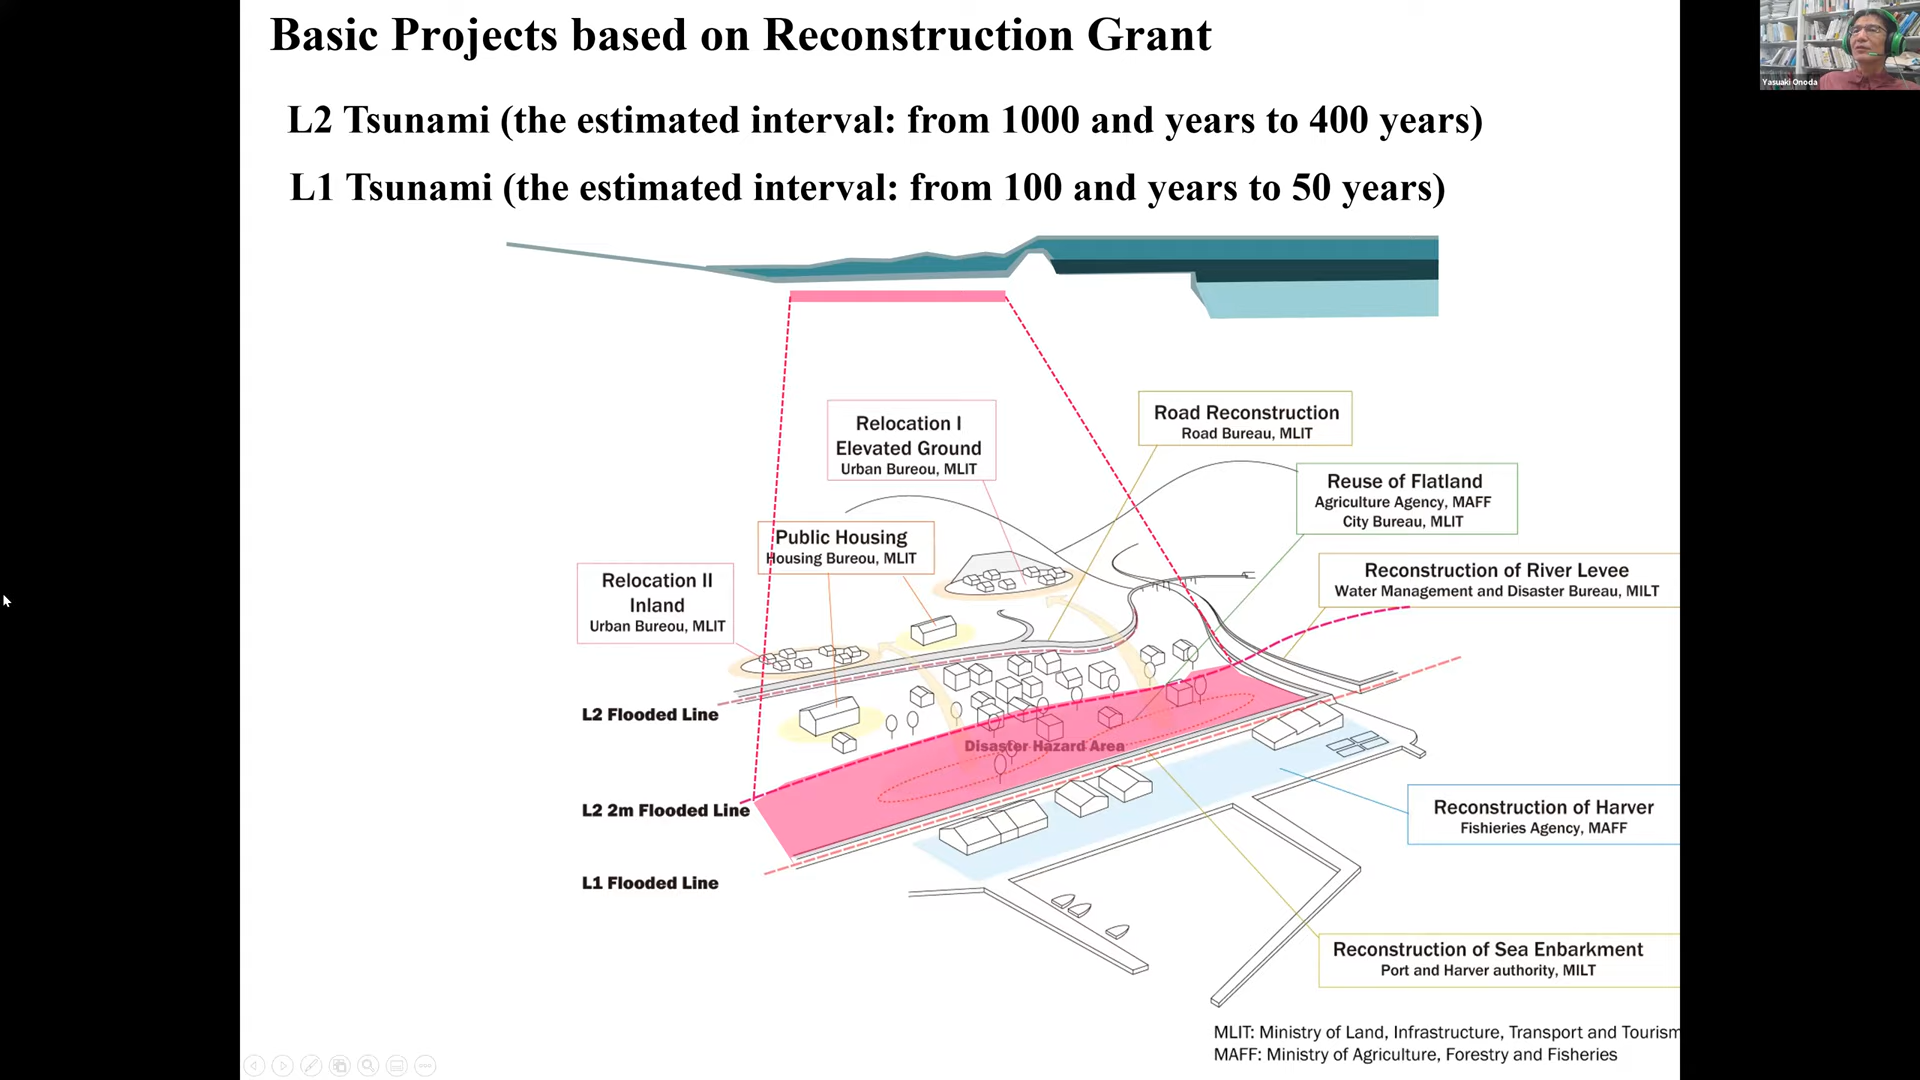 Basic Projects based on Reconstruction Grant
Yasuaki Onoda
L2 Tsunami (the estimated interval: from 1000 and years to 400 years)
L1 Tsunami (the estimated interval: from 100 and years to 50 years)
Relocation I
Elevated Ground
Urban Bureou, MLIT
Road Reconstruction
Road Bureau, MLIT
Reuse of Flatland
Agriculture Agency, MAFF
City Bureau, MLIT
Public Housing
Housing Bureou, MLIT
Relocation II
Inland
Urban Bureou, MLIT
Reconstruction of River Levee
Water Management and Disaster Bureau, MILT
L2 Flooded Line
Disaster Hazard Area
L2 2m Flooded Line
Reconstruction of Harver
Fishieries Agency, MAFF
L1 Flooded Line
Reconstruction of Sea Enbarkment
Port and Harver authority, MILT
MLIT: Ministry of Land, Infrastructure, Transport and Tourism
MAFF: Ministry of Agriculture, Forestry and Fisheries